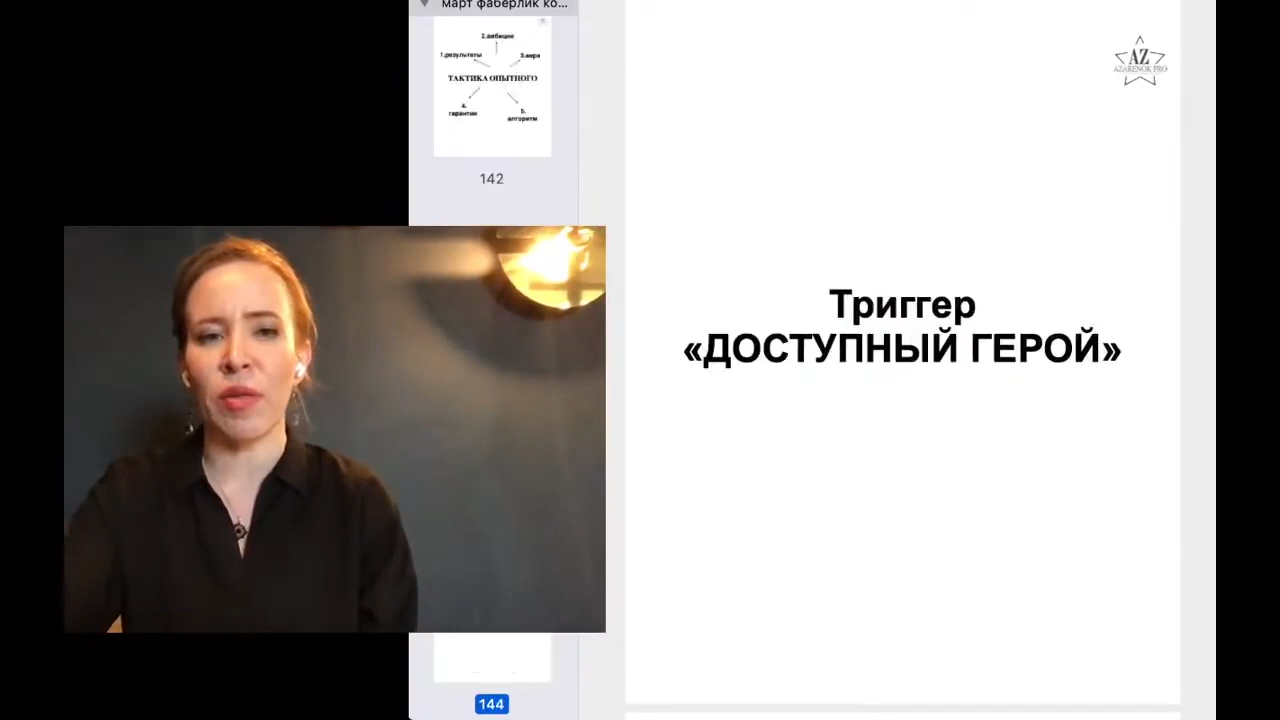 март фаберлик ко...
2.амбиции
1.результаты
3.вера
ТАКТИКА ОПЫТНОГО
4.
гарантии
5.
алгоритм
142
AZ
AZARENOK PRO
Триггер
«ДОСТУПНЫЙ ГЕРОЙ»
144